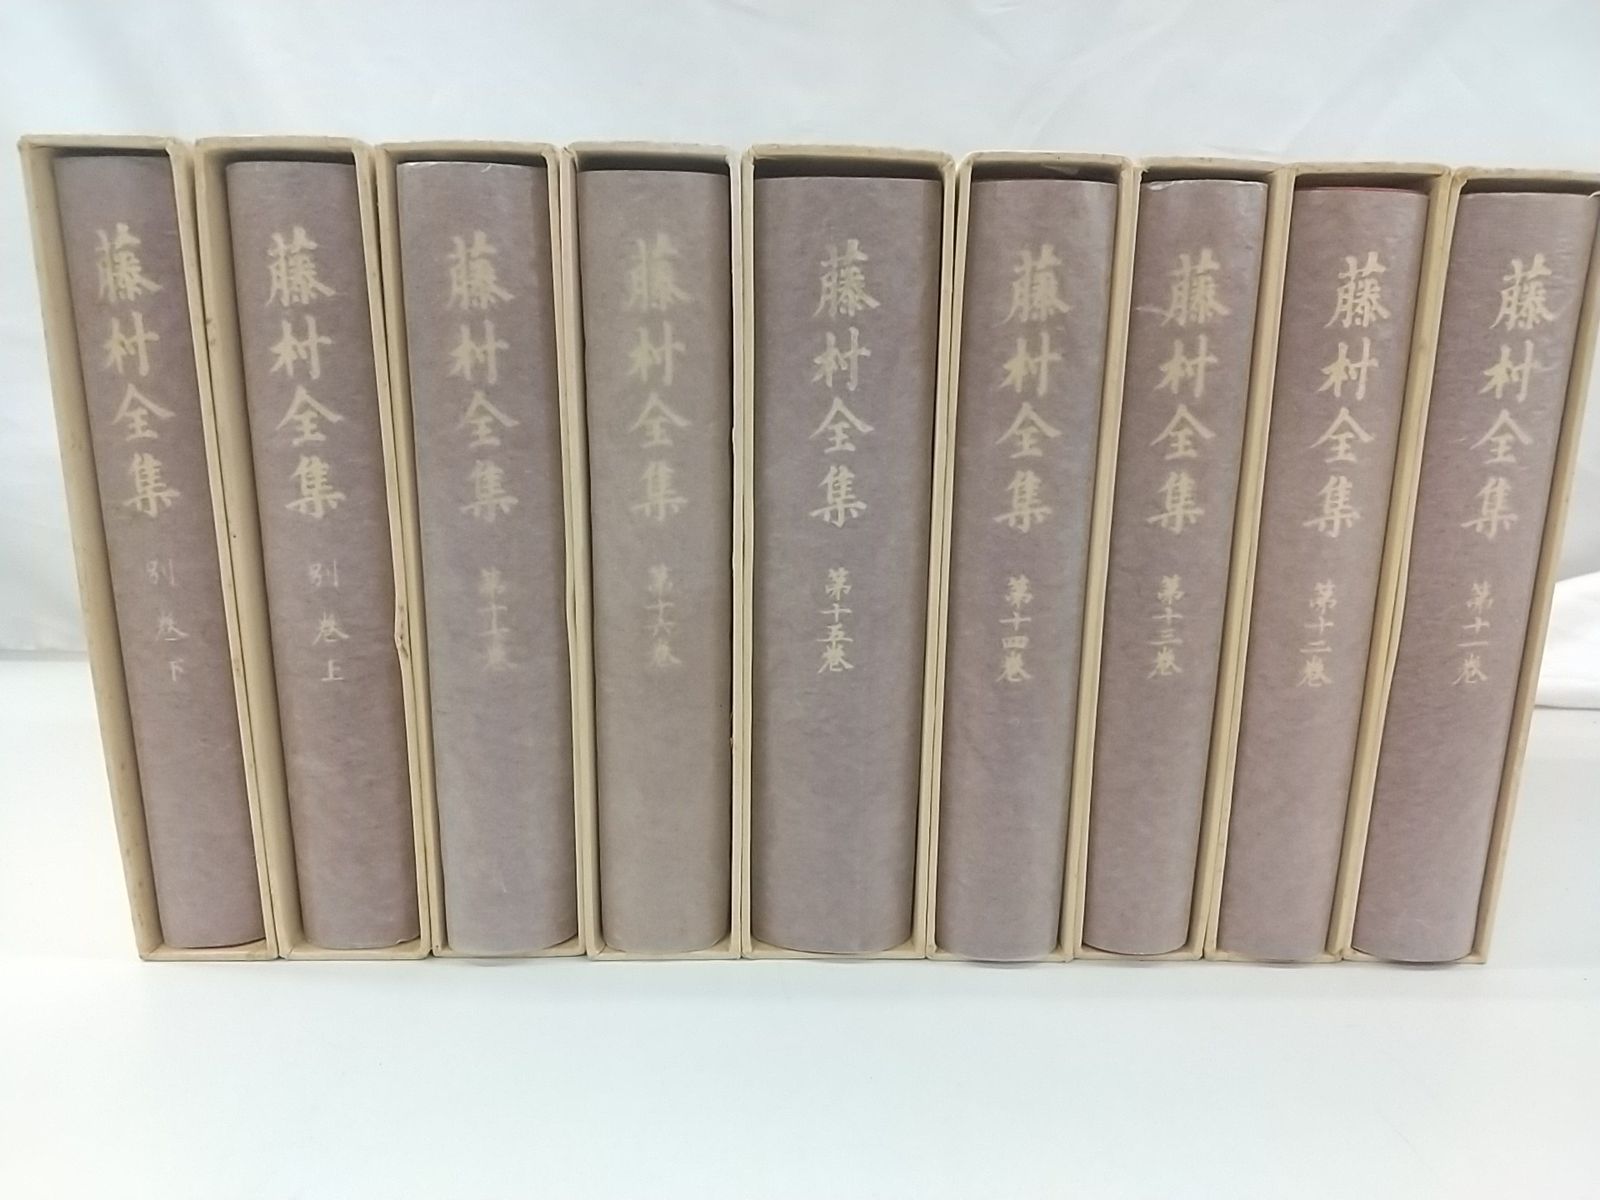 藤村全集 第十一巻
藤村全集 第十二巻
藤村全集 第十三巻
藤村全集 第十四巻
藤村全集 第十五巻
藤村全集 第十六巻
藤村全集 第十七巻
藤村全集 別巻 上
藤村全集 別巻 下